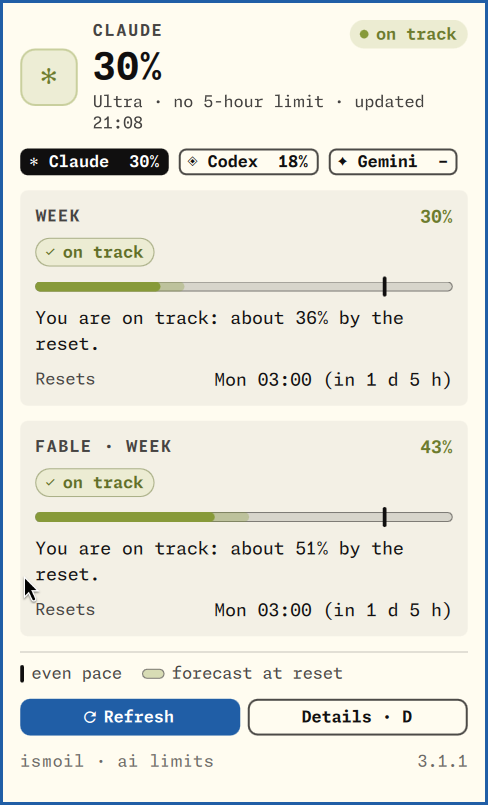 CLAUDE
on track
30%
Ultra · no 5-hour limit · updated
21:08
Claude 30%
Codex 18%
Gemini –
WEEK
30%
on track
You are on track: about 36% by the
reset.
Resets
Mon 03:00 (in 1 d 5 h)
FABLE · WEEK
43%
on track
You are on track: about 51% by the
reset.
Resets
Mon 03:00 (in 1 d 5 h)
even pace
forecast at reset
Refresh
Details · D
ismoil · ai limits
3.1.1